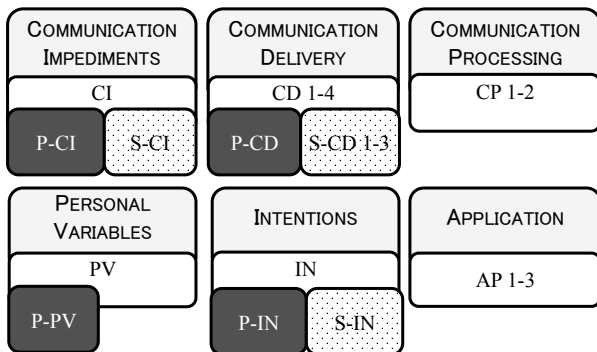 COMMUNICATION IMPEDIMENTS
CI
P-CI S-CI
COMMUNICATION DELIVERY
CD 1-4
P-CD S-CD 1-3
COMMUNICATION PROCESSING
CP 1-2
PERSONAL VARIABLES
PV
P-PV
INTENTIONS
IN
P-IN S-IN
APPLICATION
AP 1-3